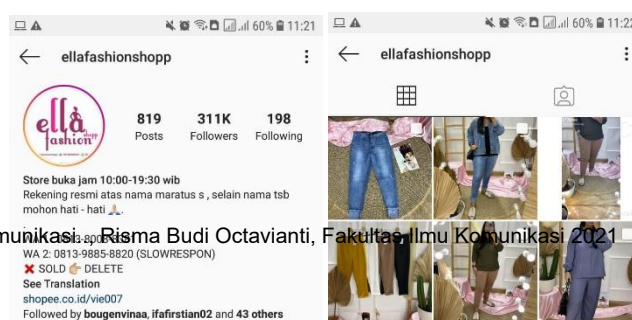 60% 11:21
ellafashionshopp
819 311K 198
Posts Followers Following
ella
shopp
fashion
Store buka jam 10:00-19:30 wib
Rekening resmi atas nama maratus s , selain nama tsb
mohon hati - hati
WA 2: 0813-9885-8820 (SLOWRESPON)
SOLD DELETE
See Translation
shopee.co.id/vie007
Followed by bougenvinaa, ifafirstian02 and 43 others
60% 11:22
ellafashionshopp
munikasi.., Risma Budi Octavianti, Fakultas Ilmu Komunikasi 2021